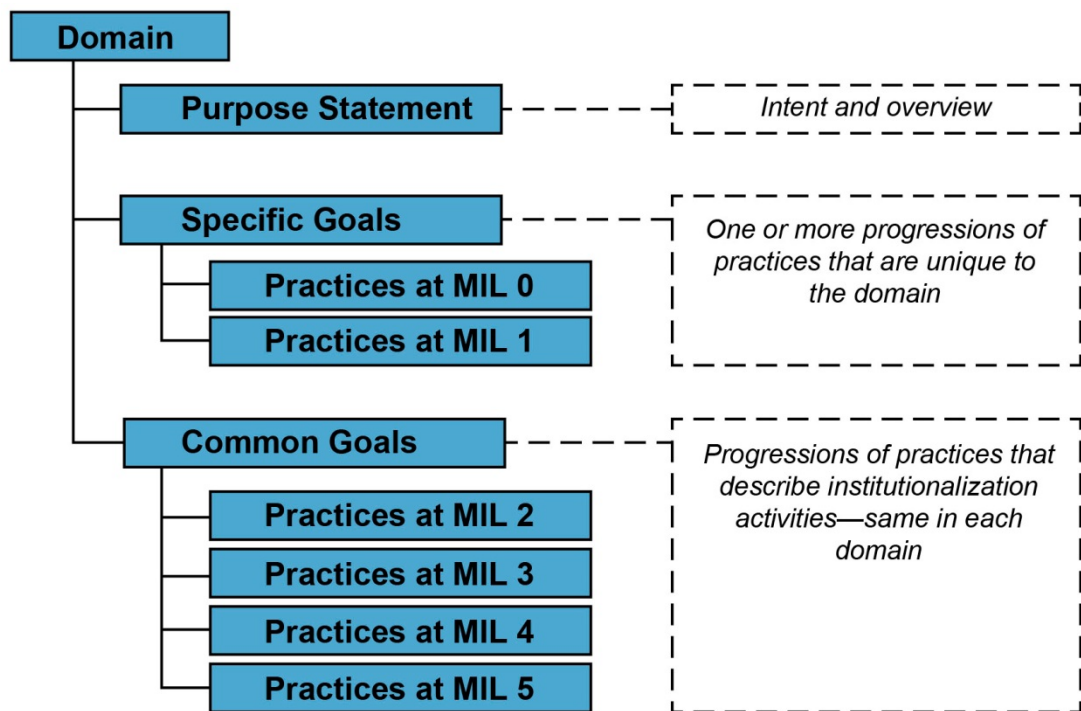 Domain
Purpose Statement
Intent and overview
Specific Goals
One or more progressions of
practices that are unique to
the domain
Practices at MIL 0
Practices at MIL 1
Common Goals
Progressions of practices that
describe institutionalization
activities—same in each
domain
Practices at MIL 2
Practices at MIL 3
Practices at MIL 4
Practices at MIL 5